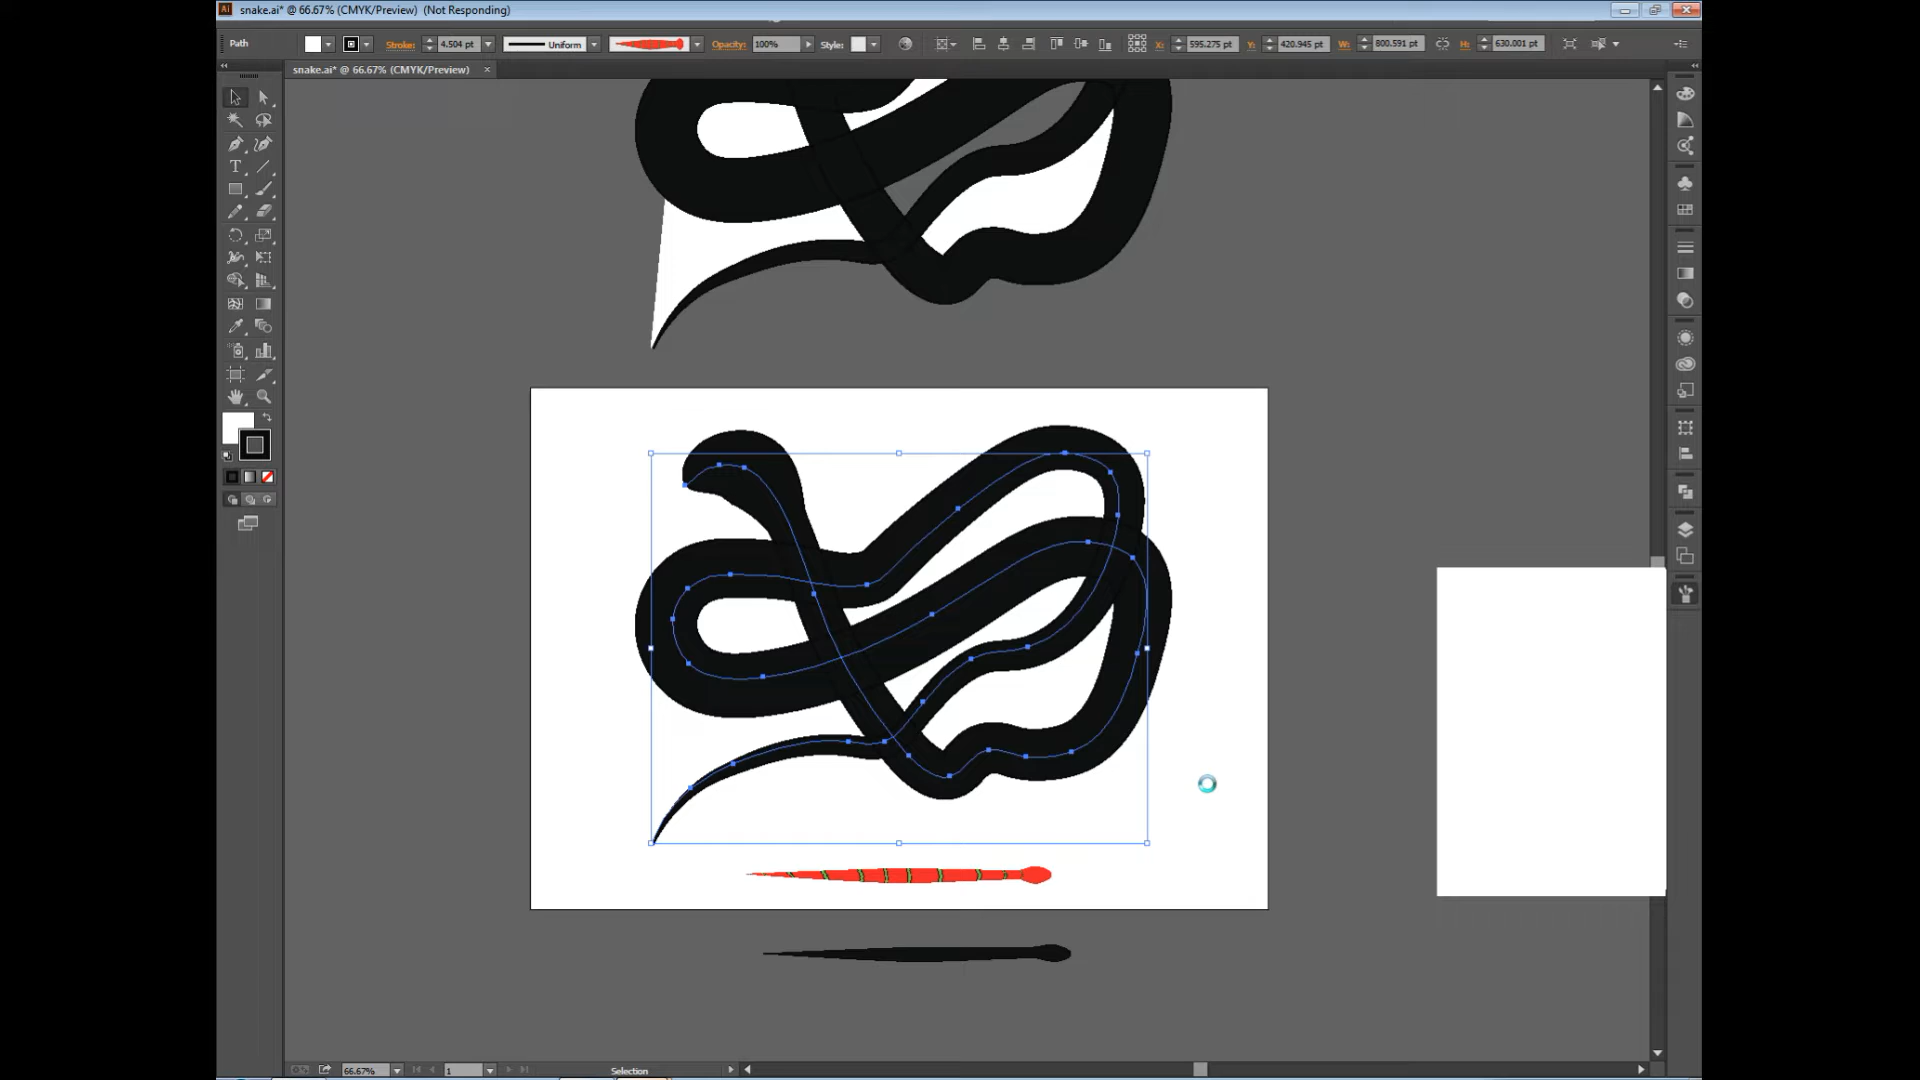 Ai snake.ai* @ 66.67% (CMYK/Preview) (Not Responding)
Path Stroke: 4.504 pt Uniform Opacity: 100% Style: X: 595.275 pt Y: 420.945 pt W: 800.591 pt H: 630.001 pt
snake.ai* @ 66.67% (CMYK/Preview) ×
T
66.67% 1 Selection